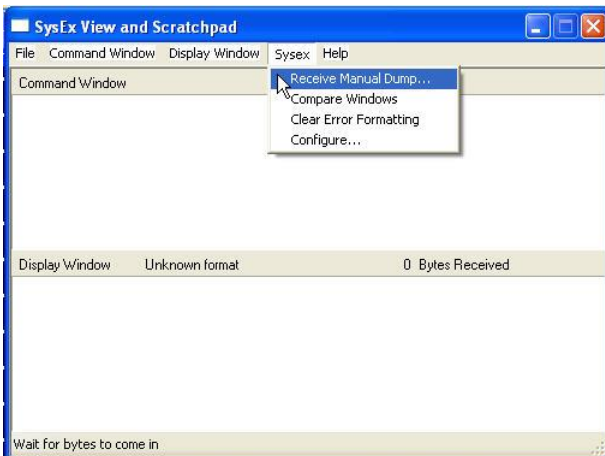 SysEx View and Scratchpad
File Command Window Display Window Sysex Help
Command Window
Receive Manual Dump...
Compare Windows
Clear Error Formatting
Configure...
Display Window Unknown format 0 Bytes Received
Wait for bytes to come in